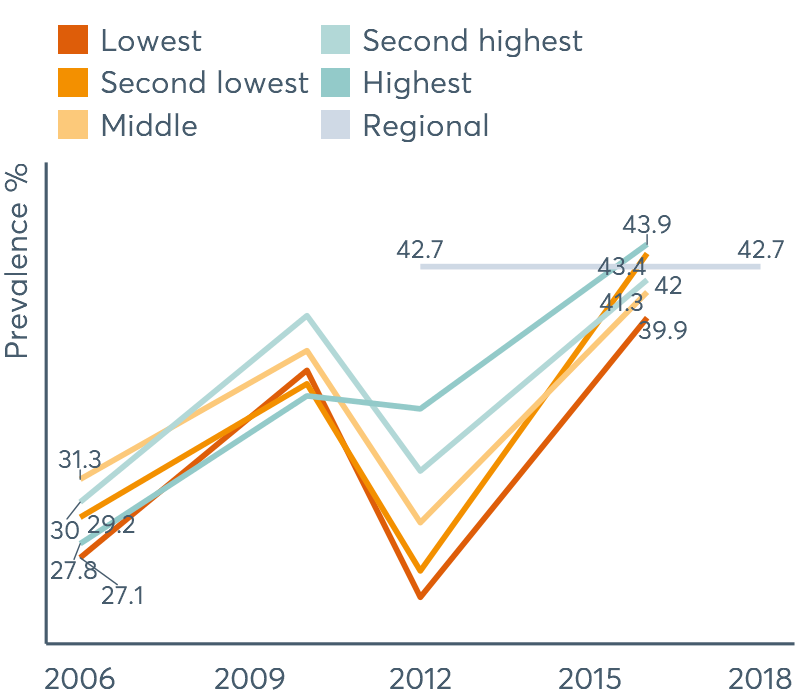 Lowest
Second lowest
Middle
Second highest
Highest
Regional
Prevalence %
43.9
42.7
42.7
43.4
42
41.3
39.9
31.3
30
29.2
27.8
27.1
2006
2009
2012
2015
2018